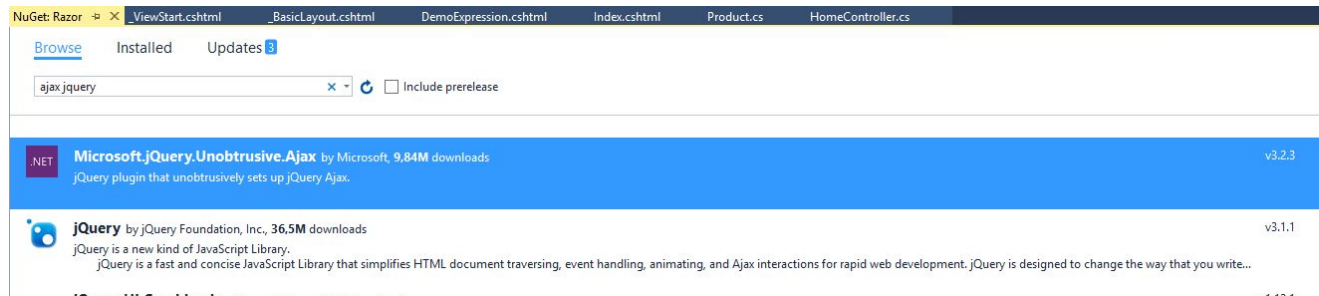 NuGet: Razor _ViewStart.cshtml _BasicLayout.cshtml DemoExpression.cshtml Index.cshtml Product.cs HomeController.cs
Browse Installed Updates 3
ajax jquery Include prerelease
.NET Microsoft.jQuery.Unobtrusive.Ajax by Microsoft, 9,84M downloads v3.2.3
jQuery plugin that unobtrusively sets up jQuery Ajax.
jQuery by jQuery Foundation, Inc., 36,5M downloads v3.1.1
jQuery is a new kind of JavaScript Library.
jQuery is a fast and concise JavaScript Library that simplifies HTML document traversing, event handling, animating, and Ajax interactions for rapid web development. jQuery is designed to change the way that you write...